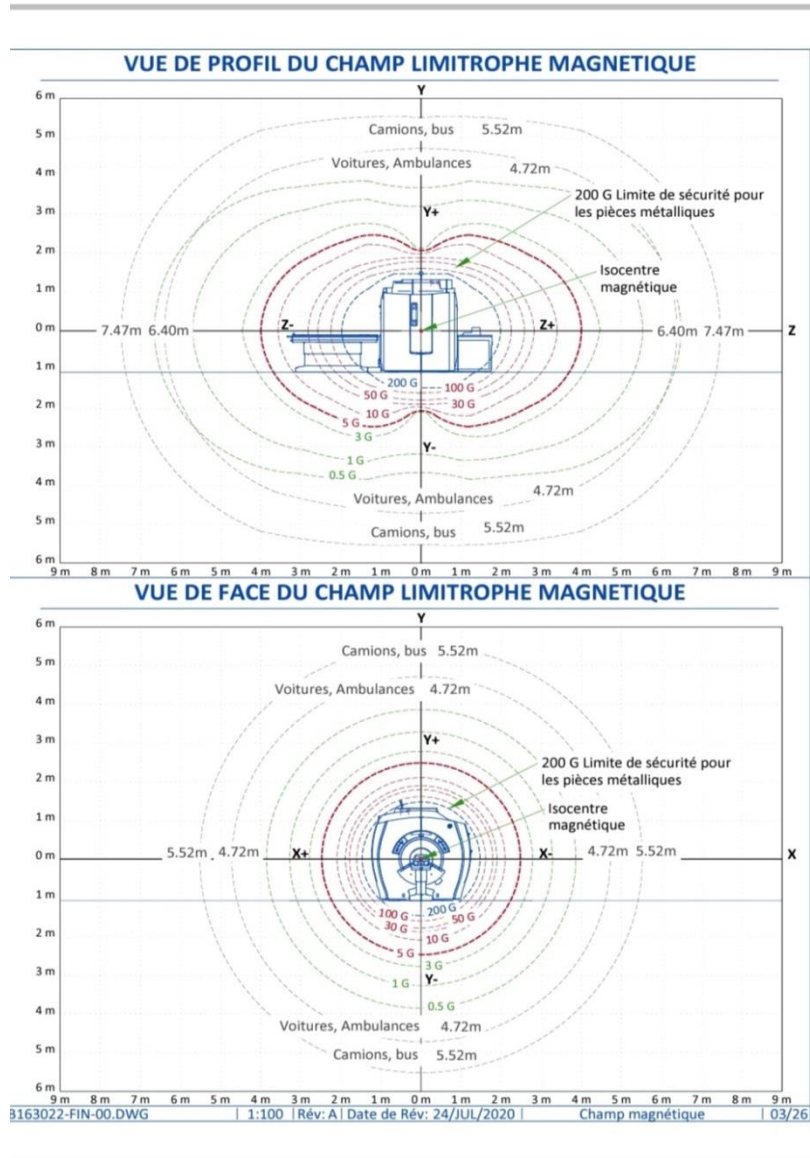 VUE DE PROFIL DU CHAMP LIMITROPHE MAGNETIQUE
Y
6 m
Camions, bus 5.52m
5 m
Voitures, Ambulances 4.72m
4 m
200 G Limite de sécurité pour
les pièces métalliques
3 m
Y+
2 m
Isocentre
magnétique
1 m
0 m 7.47m 6.40m Z- Z+ 6.40m 7.47m Z
1 m
200 G 100 G
50 G 30 G
2 m
10 G
5 G
3 G
3 m
Y-
1 G
0.5 G
4 m
Voitures, Ambulances 4.72m
5 m
Camions, bus 5.52m
6 m
9 m 8 m 7 m 6 m 5 m 4 m 3 m 2 m 1 m 0 m 1 m 2 m 3 m 4 m 5 m 6 m 7 m 8 m 9 m
VUE DE FACE DU CHAMP LIMITROPHE MAGNETIQUE
Y
6 m
Camions, bus 5.52m
5 m
Voitures, Ambulances 4.72m
4 m
3 m
Y+
200 G Limite de sécurité pour
les pièces métalliques
2 m
Isocentre
magnétique
1 m
0 m 5.52m 4.72m X+ X- 4.72m 5.52m X
1 m
100 G 200 G
30 G 50 G
2 m
10 G
5 G
3 G
3 m
1 G Y-
0.5 G
4 m
Voitures, Ambulances 4.72m
5 m
Camions, bus 5.52m
6 m
9 m 8 m 7 m 6 m 5 m 4 m 3 m 2 m 1 m 0 m 1 m 2 m 3 m 4 m 5 m 6 m 7 m 8 m 9 m
3163022-FIN-00.DWG | 1:100 | Rév: A | Date de Rév: 24/JUL/2020 | Champ magnétique | 03/26